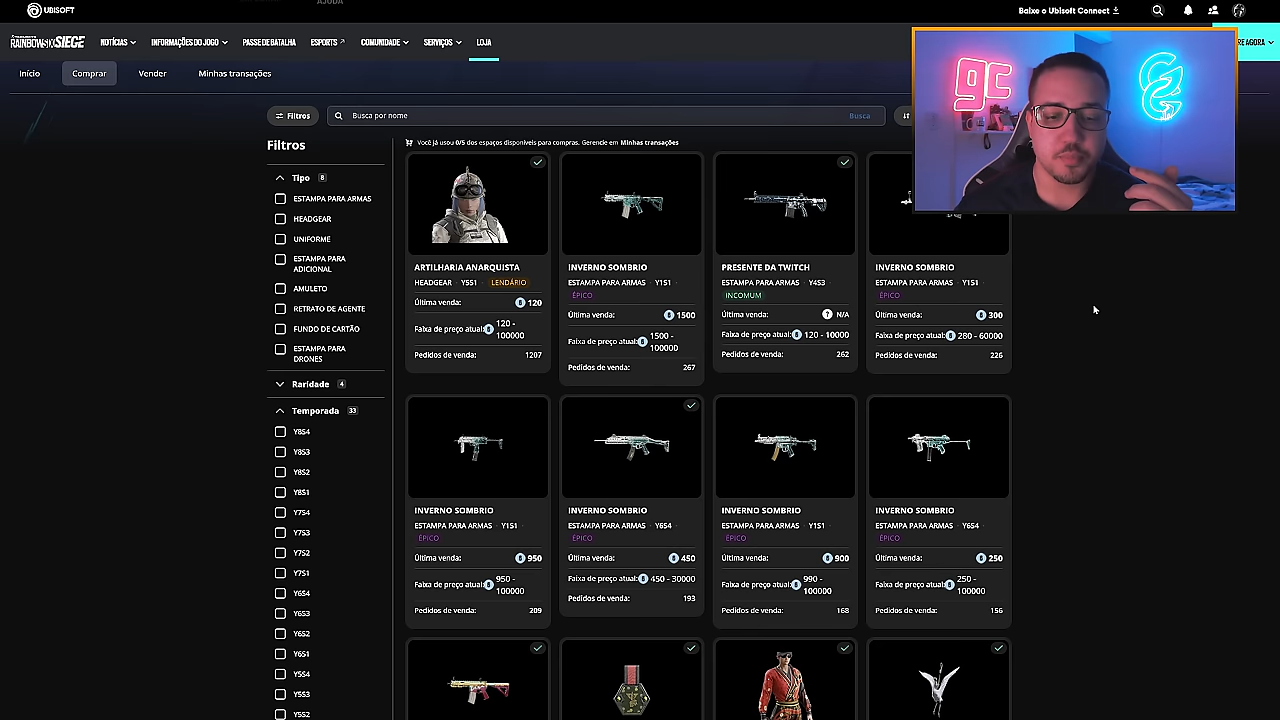 AJUDA
UBISOFT
Baixe o Ubisoft Connect
RAINBOWSIX SIEGE NOTÍCIAS INFORMAÇÕES DO JOGO PASSE DE BATALHA ESPORTS COMUNIDADE SERVIÇOS LOJA
AGORA
Início Comprar Vender Minhas transações
gc
Filtros Busca por nome Busca
Filtros
Você já usou 0/5 dos espaços disponíveis para compras. Gerencie em Minhas transações
Tipo 8
ESTAMPA PARA ARMAS
HEADGEAR
UNIFORME
ESTAMPA PARA
ADICIONAL
AMULETO
RETRATO DE AGENTE
FUNDO DE CARTÃO
ESTAMPA PARA
DRONES
Raridade 4
Temporada 33
Y8S4
Y8S3
Y8S2
Y8S1
Y7S4
Y7S3
Y7S2
Y7S1
Y6S4
Y6S3
Y6S2
Y6S1
Y5S4
Y5S3
Y5S2
ARTILHARIA ANARQUISTA
HEADGEAR · Y5S1 · LENDÁRIO
Última venda: 120
Faixa de preço atual: 120 -
100000
Pedidos de venda: 1207
INVERNO SOMBRIO
ESTAMPA PARA ARMAS · Y1S1 ·
ÉPICO
Última venda: 1500
Faixa de preço atual: 1500 -
100000
Pedidos de venda: 267
PRESENTE DA TWITCH
ESTAMPA PARA ARMAS · Y4S3 ·
INCOMUM
Última venda: N/A
Faixa de preço atual: 120 - 10000
Pedidos de venda: 262
INVERNO SOMBRIO
ESTAMPA PARA ARMAS · Y1S1 ·
ÉPICO
Última venda: 300
Faixa de preço atual: 280 - 60000
Pedidos de venda: 226
INVERNO SOMBRIO
ESTAMPA PARA ARMAS · Y1S1 ·
ÉPICO
Última venda: 950
Faixa de preço atual: 950 -
100000
Pedidos de venda: 209
INVERNO SOMBRIO
ESTAMPA PARA ARMAS · Y6S4 ·
ÉPICO
Última venda: 450
Faixa de preço atual: 450 - 30000
Pedidos de venda: 193
INVERNO SOMBRIO
ESTAMPA PARA ARMAS · Y1S1 ·
ÉPICO
Última venda: 900
Faixa de preço atual: 990 -
100000
Pedidos de venda: 168
INVERNO SOMBRIO
ESTAMPA PARA ARMAS · Y6S4 ·
ÉPICO
Última venda: 250
Faixa de preço atual: 250 -
100000
Pedidos de venda: 156